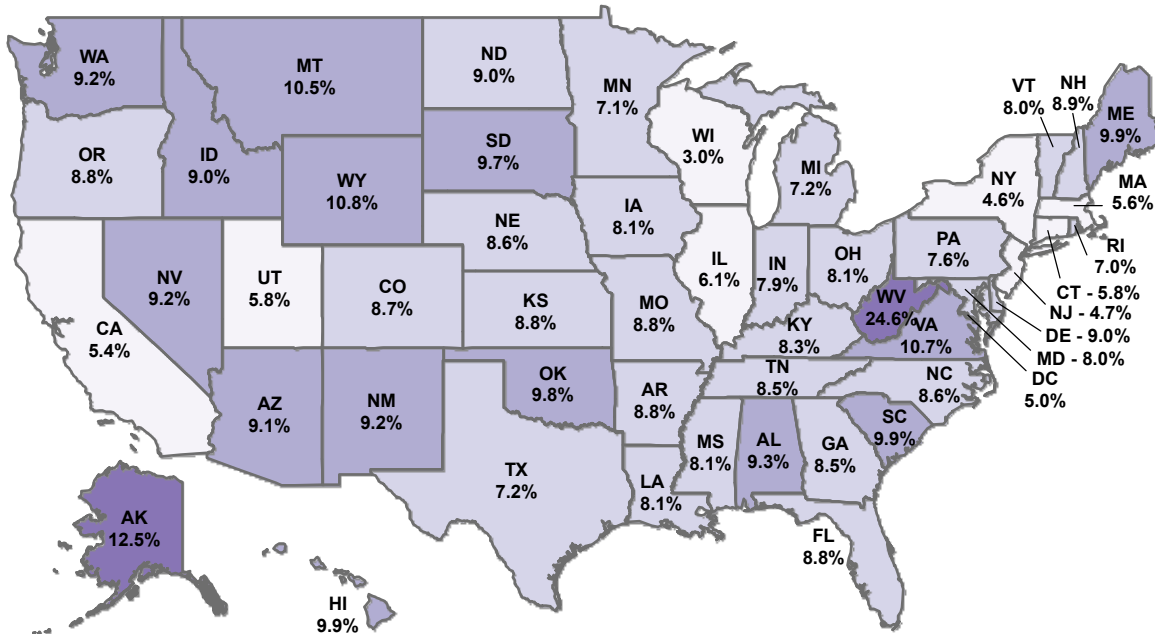 WA
9.2%
MT
10.5%
ND
9.0%
MN
7.1%
VT
8.0%
NH
8.9%
ME
9.9%
OR
8.8%
ID
9.0%
SD
9.7%
WI
3.0%
MI
7.2%
NY
4.6%
MA
5.6%
WY
10.8%
IA
8.1%
NE
8.6%
PA
7.6%
RI
7.0%
NV
9.2%
UT
5.8%
CO
8.7%
IL
6.1%
IN
7.9%
OH
8.1%
CT - 5.8%
NJ - 4.7%
DE - 9.0%
MD - 8.0%
DC
5.0%
CA
5.4%
KS
8.8%
MO
8.8%
WV
24.6%
VA
10.7%
KY
8.3%
AZ
9.1%
NM
9.2%
OK
9.8%
AR
8.8%
TN
8.5%
NC
8.6%
SC
9.9%
TX
7.2%
LA
8.1%
MS
8.1%
AL
9.3%
GA
8.5%
FL
8.8%
AK
12.5%
HI
9.9%